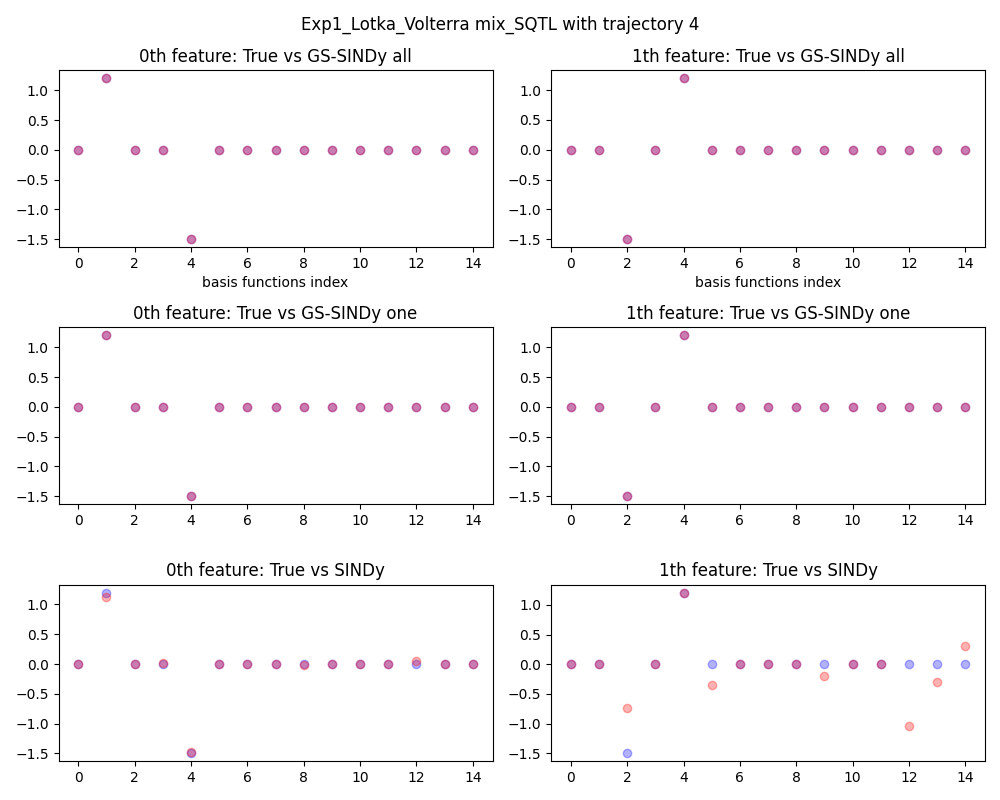 Exp1_Lotka_Volterra mix_SQTL with trajectory 4
0th feature: True vs GS-SINDy all
1th feature: True vs GS-SINDy all
1.0
0.5
0.0
−0.5
−1.0
−1.5
0 2 4 6 8 10 12 14
basis functions index
1.0
0.5
0.0
−0.5
−1.0
−1.5
0 2 4 6 8 10 12 14
basis functions index
0th feature: True vs GS-SINDy one
1th feature: True vs GS-SINDy one
1.0
0.5
0.0
−0.5
−1.0
−1.5
0 2 4 6 8 10 12 14
1.0
0.5
0.0
−0.5
−1.0
−1.5
0 2 4 6 8 10 12 14
0th feature: True vs SINDy
1th feature: True vs SINDy
1.0
0.5
0.0
−0.5
−1.0
−1.5
0 2 4 6 8 10 12 14
1.0
0.5
0.0
−0.5
−1.0
−1.5
0 2 4 6 8 10 12 14